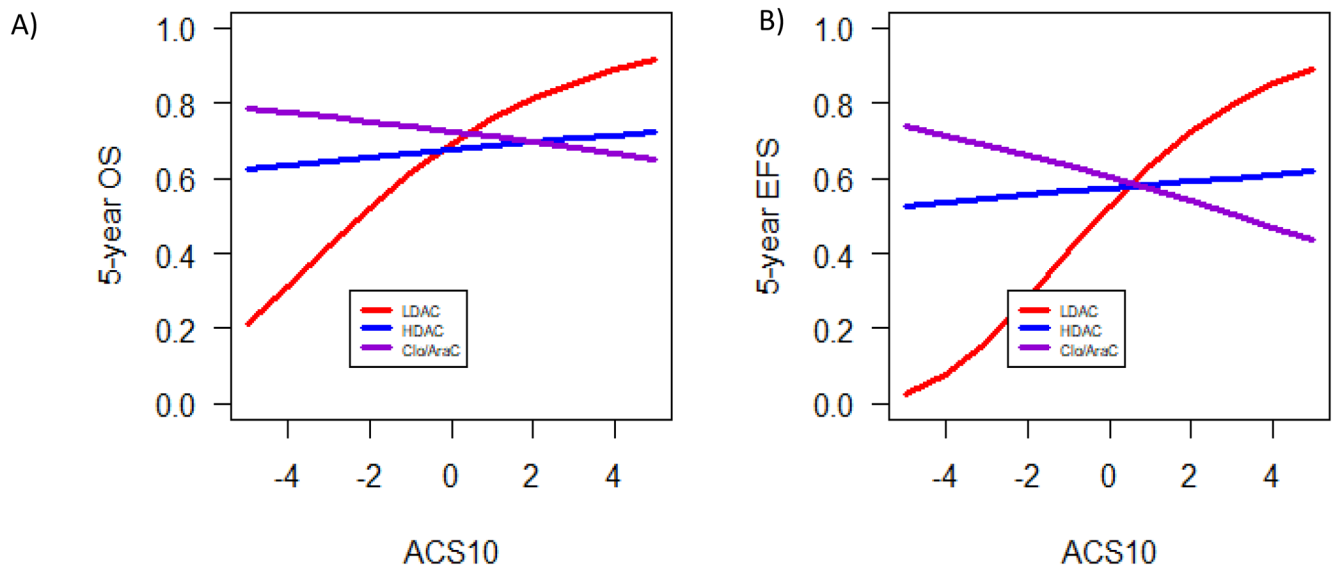 A)
5-year OS
1.0
0.8
0.6
0.4
0.2
0.0
LDAC
HDAC
Clo/AraC
-4 -2 0 2 4
ACS10
B)
5-year EFS
1.0
0.8
0.6
0.4
0.2
0.0
LDAC
HDAC
Clo/AraC
-4 -2 0 2 4
ACS10